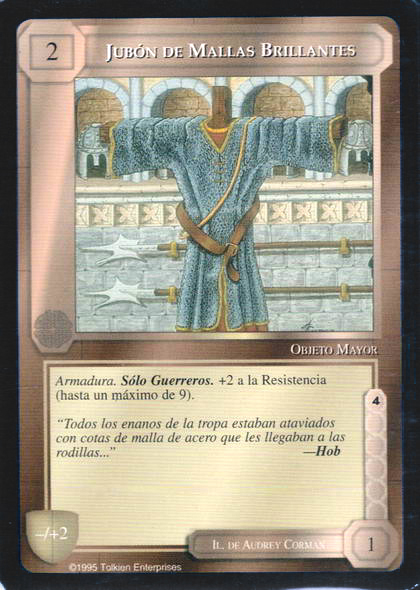 2
JUBÓN DE MALLAS BRILLANTES
OBJETO MAYOR
Armadura. Sólo Guerreros. +2 a la Resistencia
(hasta un máximo de 9).
4
“Todos los enanos de la tropa estaban ataviados
con cotas de malla de acero que les llegaban a las
rodillas...” —Hob
–/+2
IL. DE AUDREY CORMAN
1
©1995 Tolkien Enterprises